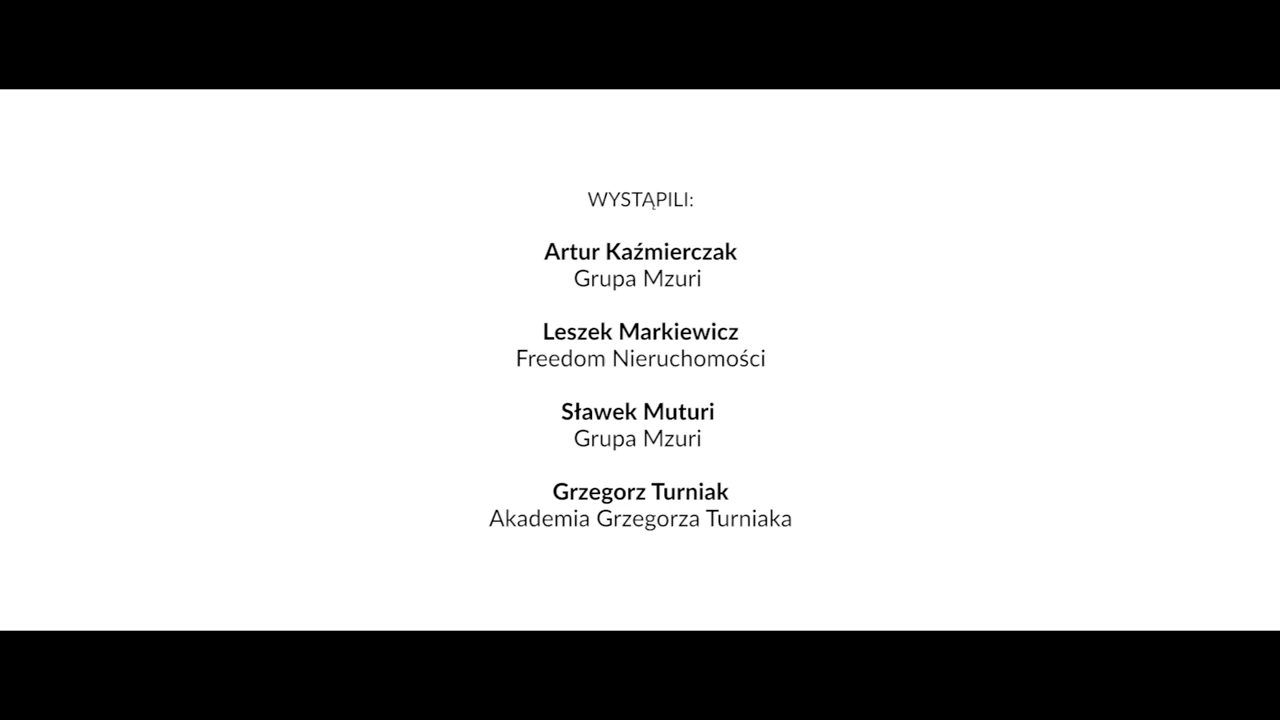 WYSTĄPILI:
Artur Kaźmierczak
Grupa Mzuri
Leszek Markiewicz
Freedom Nieruchomości
Sławek Muturi
Grupa Mzuri
Grzegorz Turniak
Akademia Grzegorza Turniaka